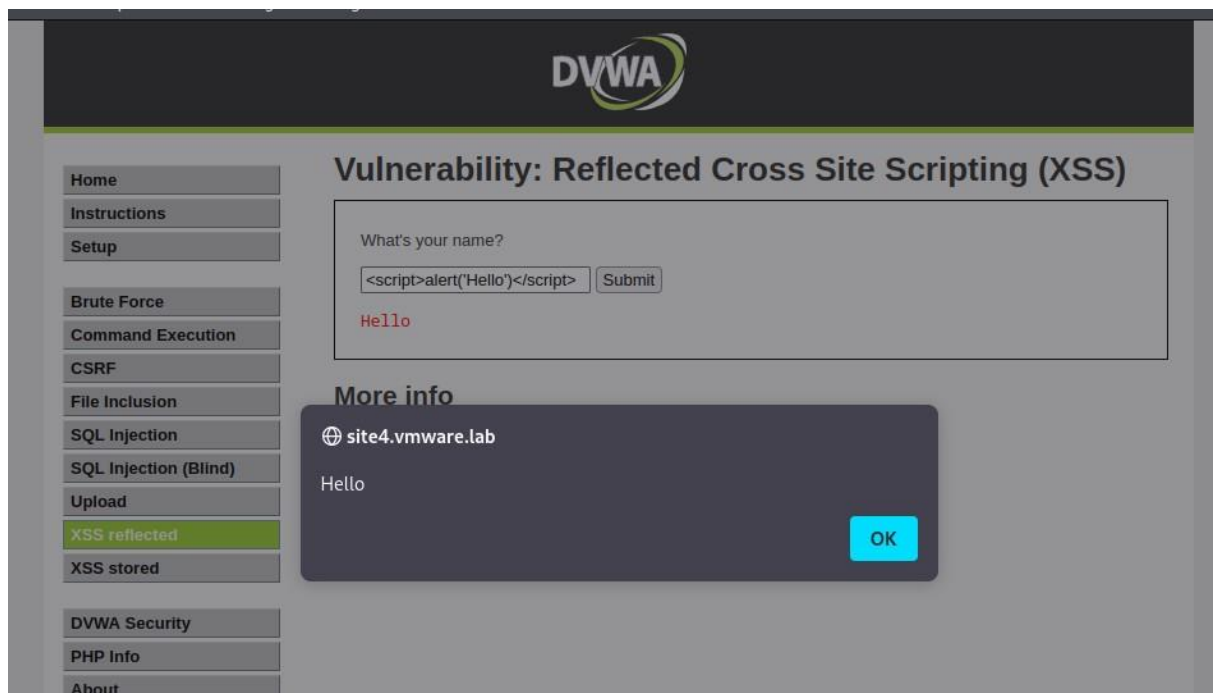 DVWA
Home
Instructions
Setup
Brute Force
Command Execution
CSRF
File Inclusion
SQL Injection
SQL Injection (Blind)
Upload
XSS reflected
XSS stored
DVWA Security
PHP Info
About
Vulnerability: Reflected Cross Site Scripting (XSS)
What's your name?
<script>alert('Hello')</script> Submit
Hello
More info
site4.vmware.lab
Hello
OK